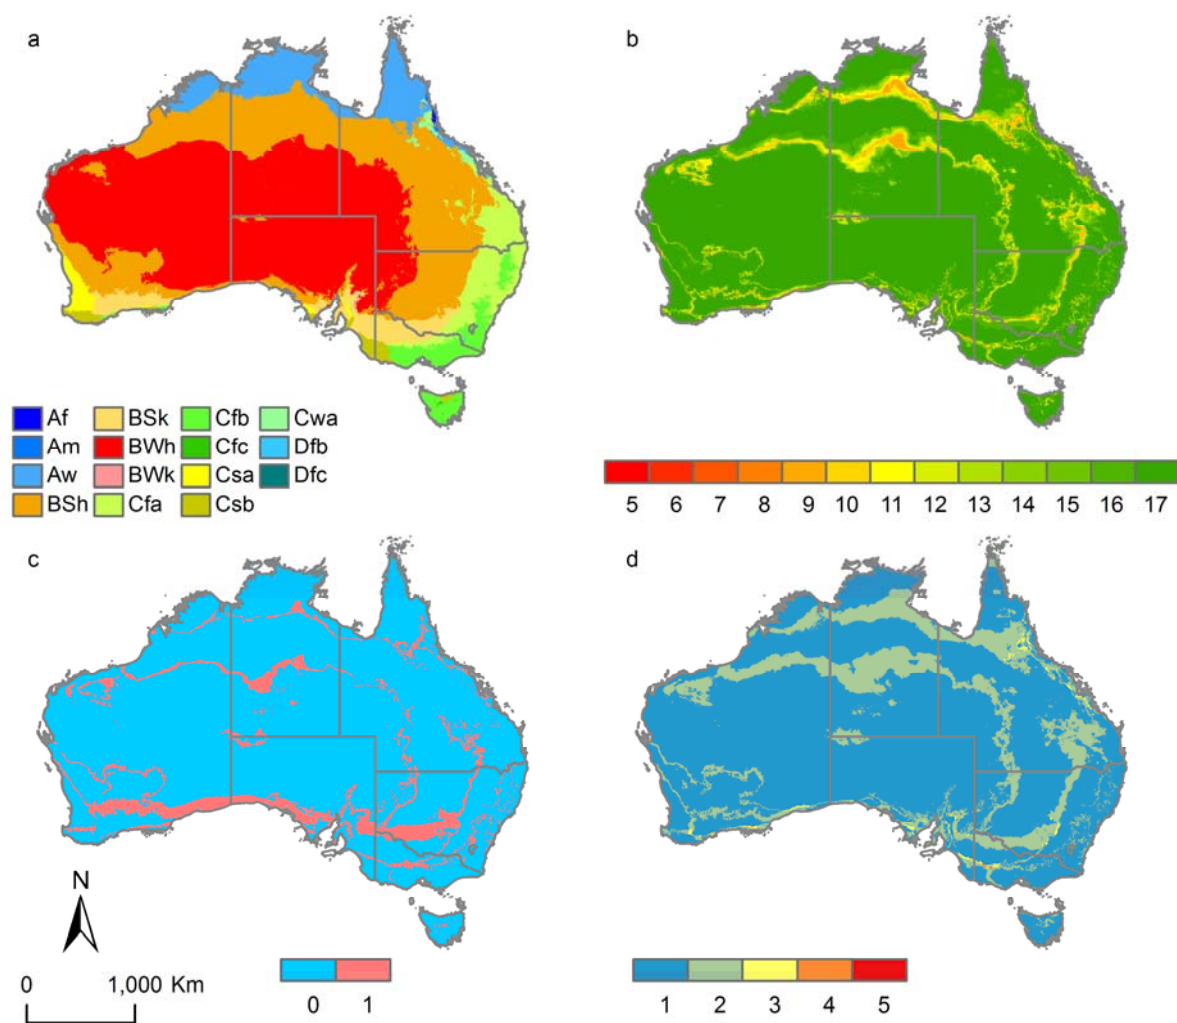 a
b
Af BSk Cfb Cwa
Am BWh Cfc Dfb
Aw BWk Csa Dfc
BSh Cfa Csb
5 6 7 8 9 10 11 12 13 14 15 16 17
c
d
N
0 1,000 Km
0 1
1 2 3 4 5